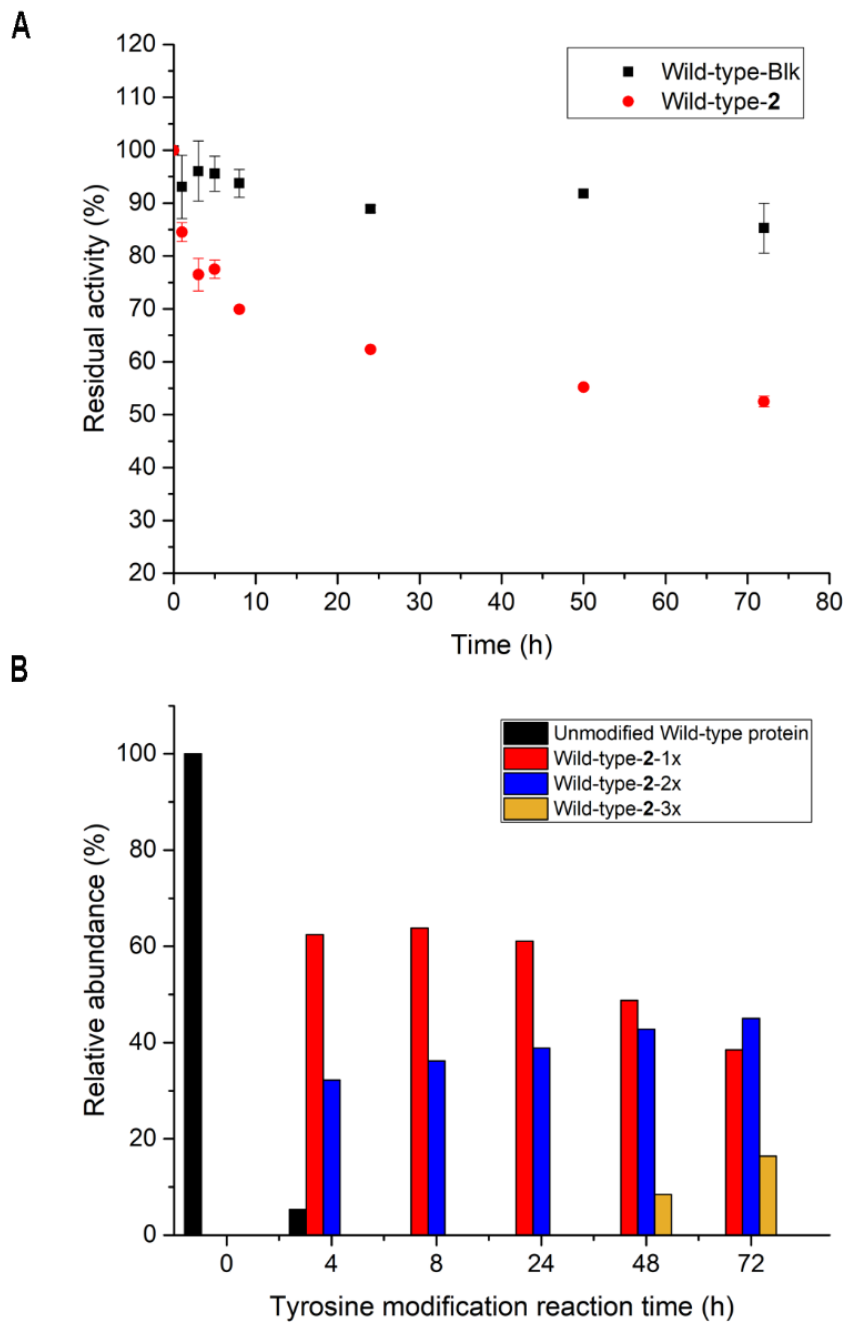 A
120
110
100
90
80
70
60
50
40
30
20
Residual activity (%)
Wild-type-Blk
Wild-type-2
0 10 20 30 40 50 60 70 80
Time (h)
B
100
80
60
40
20
0
Relative abundance (%)
Unmodified Wild-type protein
Wild-type-2-1x
Wild-type-2-2x
Wild-type-2-3x
0 4 8 24 48 72
Tyrosine modification reaction time (h)